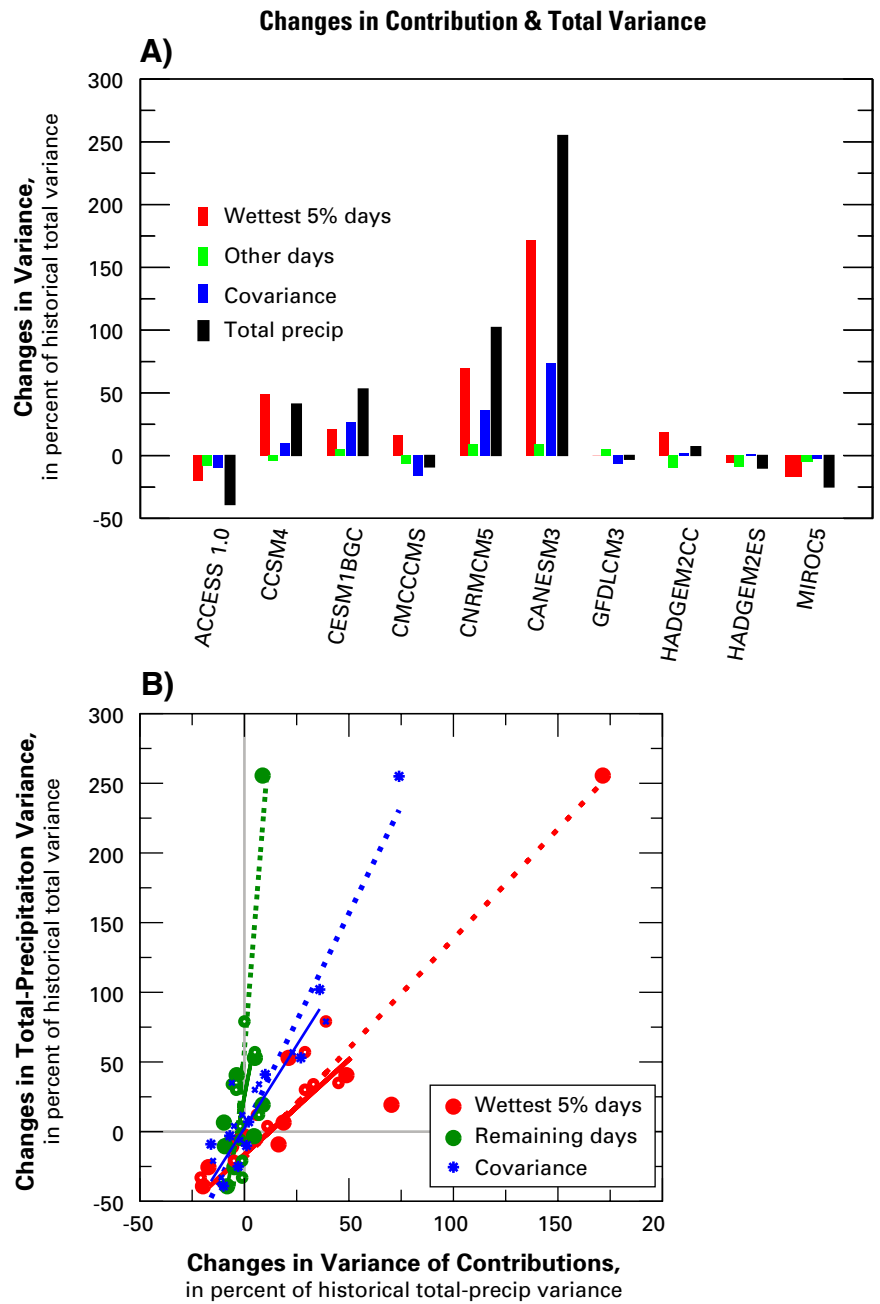 Changes in Contribution & Total Variance
A)
Changes in Variance,
in percent of historical total variance
300
250
200
150
100
50
0
-50
Wettest 5% days
Other days
Covariance
Total precip
ACCESS 1.0
CCSM4
CESM1BGC
CMCCCMS
CNRMCM5
CANESM3
GFDLCM3
HADGEM2CC
HADGEM2ES
MIROC5
B)
Changes in Total-Precipitaiton Variance,
in percent of historical total variance
300
250
200
150
100
50
0
-50
Wettest 5% days
Remaining days
Covariance
-50
0
50
100
150
20
Changes in Variance of Contributions,
in percent of historical total-precip variance